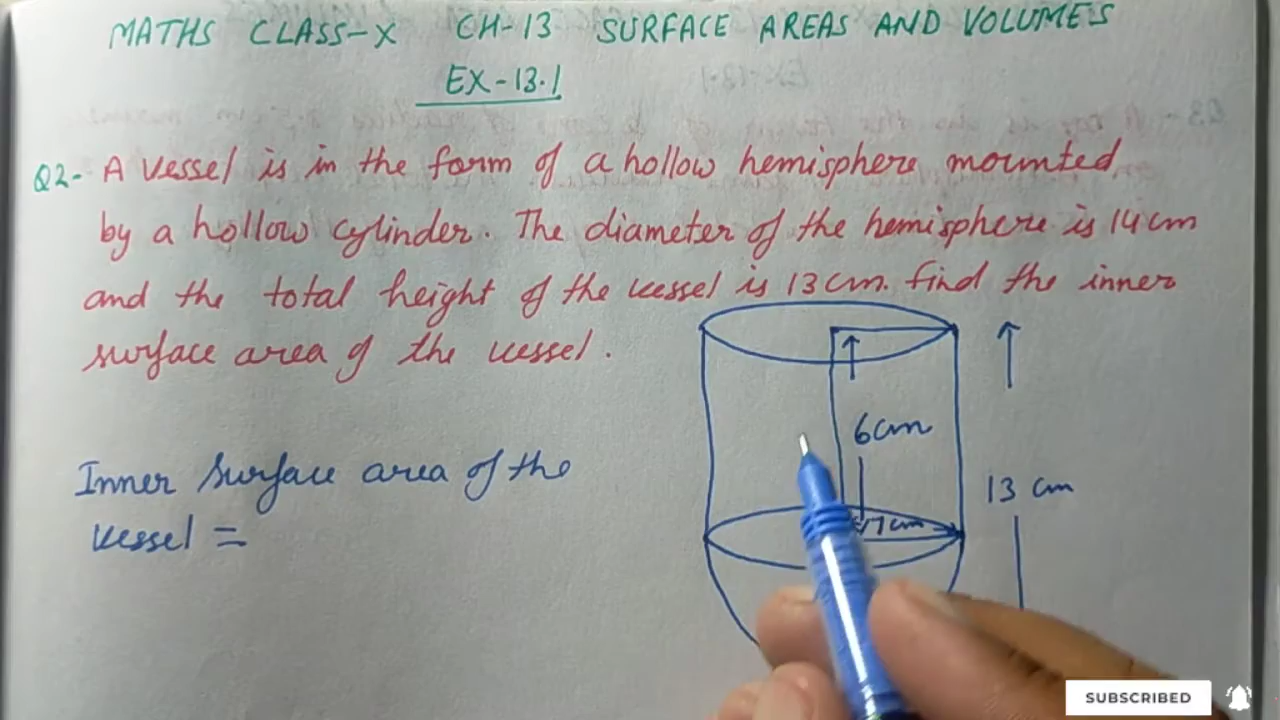 MATHS CLASS-X CH-13 SURFACE AREAS AND VOLUMES
EX-13.1
Q2- A vessel is in the form of a hollow hemisphere mounted
by a hollow cylinder. The diameter of the hemisphere is 14 cm
and the total height of the vessel is 13 cm. find the inner
surface area of the vessel.
6cm
Inner Surface area of the
13 cm
7cm
vessel =
SUBSCRIBED